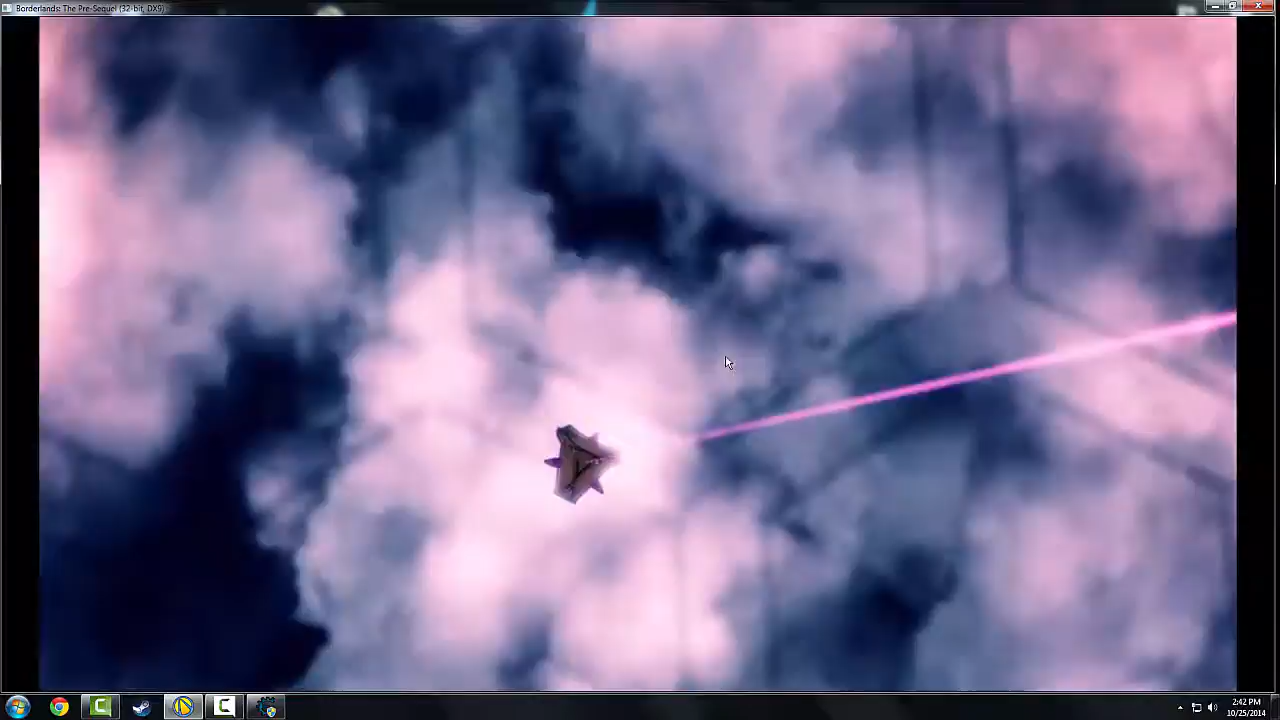 Borderlands: The Pre-Sequel (32-bit, DX9)
2:42 PM
10/25/2014